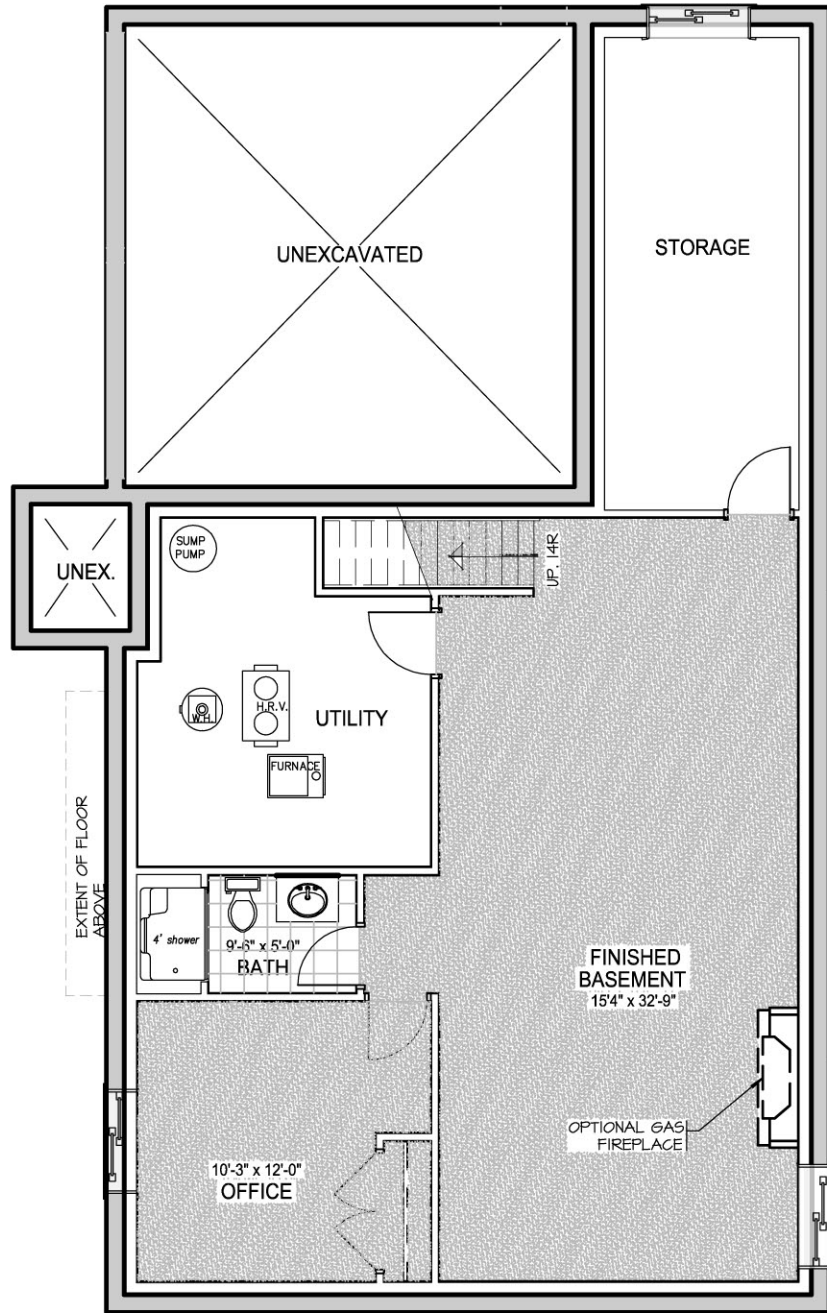 UNEXCAVATED
STORAGE
SUMP
PUMP
UNEX.
UP. 14R
H.R.V.
W.H.
UTILITY
FURNACE
EXTENT OF FLOOR
ABOVE
4' shower
9'-6" x 5'-0"
BATH
FINISHED
BASEMENT
15'4" x 32'-9"
OPTIONAL GAS
FIREPLACE
10'-3" x 12'-0"
OFFICE